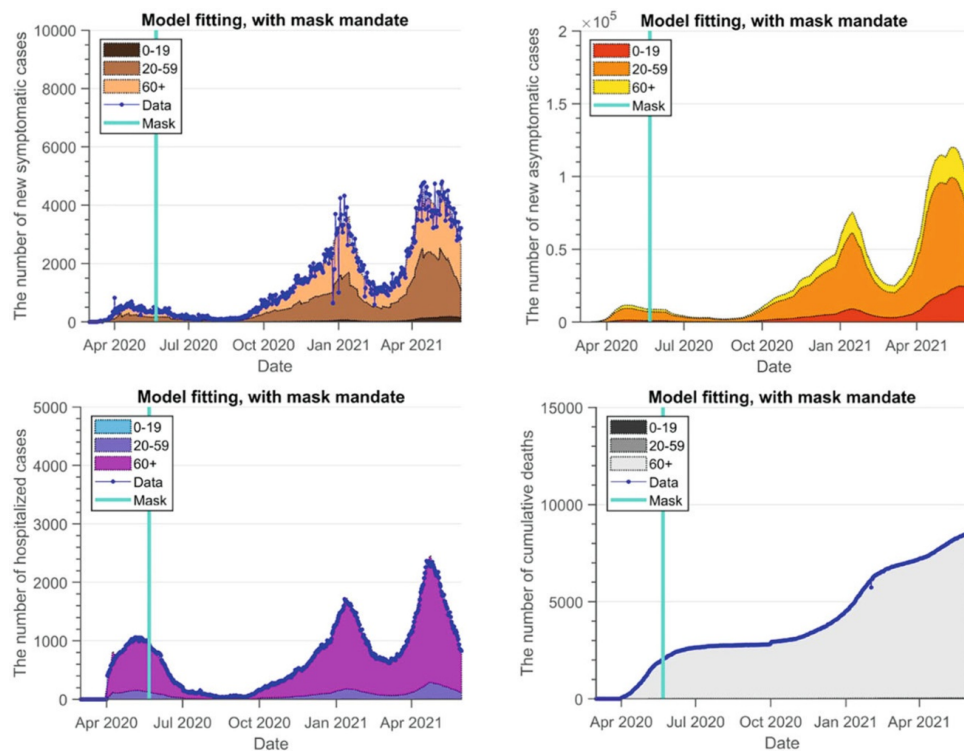 Model fitting, with mask mandate
The number of new symptomatic cases
10000
8000
6000
4000
2000
0
0-19
20-59
60+
Data
Mask
Apr 2020 Jul 2020 Oct 2020 Jan 2021 Apr 2021
Date
Model fitting, with mask mandate
The number of new asymptomatic cases
×10⁵
2
1.5
1
0.5
0
0-19
20-59
60+
Mask
Apr 2020 Jul 2020 Oct 2020 Jan 2021 Apr 2021
Date
Model fitting, with mask mandate
The number of hospitalized cases
5000
4000
3000
2000
1000
0
0-19
20-59
60+
Data
Mask
Apr 2020 Jul 2020 Oct 2020 Jan 2021 Apr 2021
Date
Model fitting, with mask mandate
The number of cumulative deaths
15000
10000
5000
0
0-19
20-59
60+
Data
Mask
Apr 2020 Jul 2020 Oct 2020 Jan 2021 Apr 2021
Date